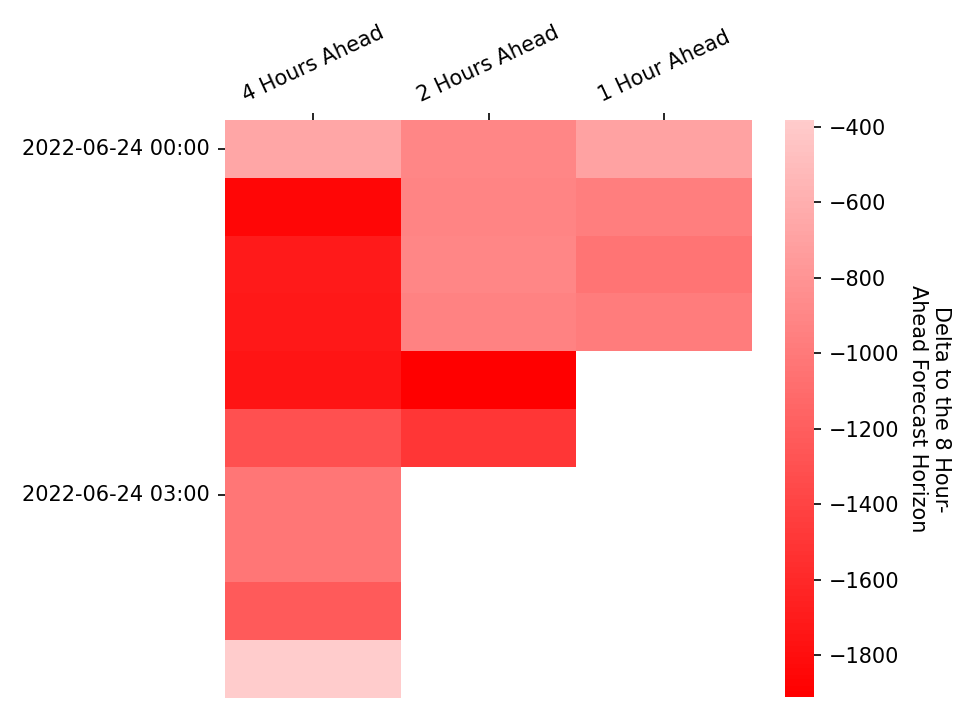 4 Hours Ahead
2 Hours Ahead
1 Hour Ahead
2022-06-24 00:00
2022-06-24 03:00
−400
−600
−800
−1000
−1200
−1400
−1600
−1800
Delta to the 8 Hour-
Ahead Forecast Horizon